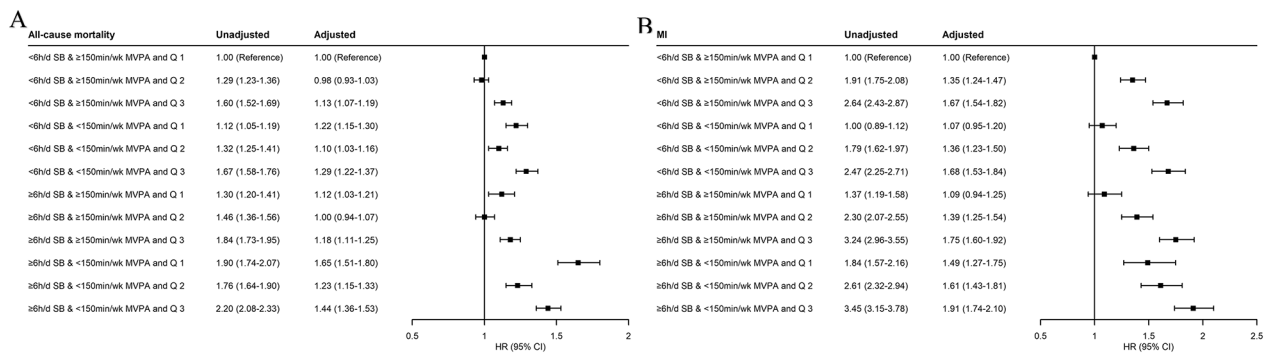 A
All-cause mortality Unadjusted Adjusted
<6h/d SB & ≥150min/wk MVPA and Q 1 1.00 (Reference) 1.00 (Reference)
<6h/d SB & ≥150min/wk MVPA and Q 2 1.29 (1.23-1.36) 0.98 (0.93-1.03)
<6h/d SB & ≥150min/wk MVPA and Q 3 1.60 (1.52-1.69) 1.13 (1.07-1.19)
<6h/d SB & <150min/wk MVPA and Q 1 1.12 (1.05-1.19) 1.22 (1.15-1.30)
<6h/d SB & <150min/wk MVPA and Q 2 1.32 (1.25-1.41) 1.10 (1.03-1.16)
<6h/d SB & <150min/wk MVPA and Q 3 1.67 (1.58-1.76) 1.29 (1.22-1.37)
≥6h/d SB & ≥150min/wk MVPA and Q 1 1.30 (1.20-1.41) 1.12 (1.03-1.21)
≥6h/d SB & ≥150min/wk MVPA and Q 2 1.46 (1.36-1.56) 1.00 (0.94-1.07)
≥6h/d SB & ≥150min/wk MVPA and Q 3 1.84 (1.73-1.95) 1.18 (1.11-1.25)
≥6h/d SB & <150min/wk MVPA and Q 1 1.90 (1.74-2.07) 1.65 (1.51-1.80)
≥6h/d SB & <150min/wk MVPA and Q 2 1.76 (1.64-1.90) 1.23 (1.15-1.33)
≥6h/d SB & <150min/wk MVPA and Q 3 2.20 (2.08-2.33) 1.44 (1.36-1.53)
0.5 1 1.5 2
HR (95% CI)
B
MI Unadjusted Adjusted
<6h/d SB & ≥150min/wk MVPA and Q 1 1.00 (Reference) 1.00 (Reference)
<6h/d SB & ≥150min/wk MVPA and Q 2 1.91 (1.75-2.08) 1.35 (1.24-1.47)
<6h/d SB & ≥150min/wk MVPA and Q 3 2.64 (2.43-2.87) 1.67 (1.54-1.82)
<6h/d SB & <150min/wk MVPA and Q 1 1.00 (0.89-1.12) 1.07 (0.95-1.20)
<6h/d SB & <150min/wk MVPA and Q 2 1.79 (1.62-1.97) 1.36 (1.23-1.50)
<6h/d SB & <150min/wk MVPA and Q 3 2.47 (2.25-2.71) 1.68 (1.53-1.84)
≥6h/d SB & ≥150min/wk MVPA and Q 1 1.37 (1.19-1.58) 1.09 (0.94-1.25)
≥6h/d SB & ≥150min/wk MVPA and Q 2 2.30 (2.07-2.55) 1.39 (1.25-1.54)
≥6h/d SB & ≥150min/wk MVPA and Q 3 3.24 (2.96-3.55) 1.75 (1.60-1.92)
≥6h/d SB & <150min/wk MVPA and Q 1 1.84 (1.57-2.16) 1.49 (1.27-1.75)
≥6h/d SB & <150min/wk MVPA and Q 2 2.61 (2.32-2.94) 1.61 (1.43-1.81)
≥6h/d SB & <150min/wk MVPA and Q 3 3.45 (3.15-3.78) 1.91 (1.74-2.10)
0.5 1 1.5 2 2.5
HR (95% CI)